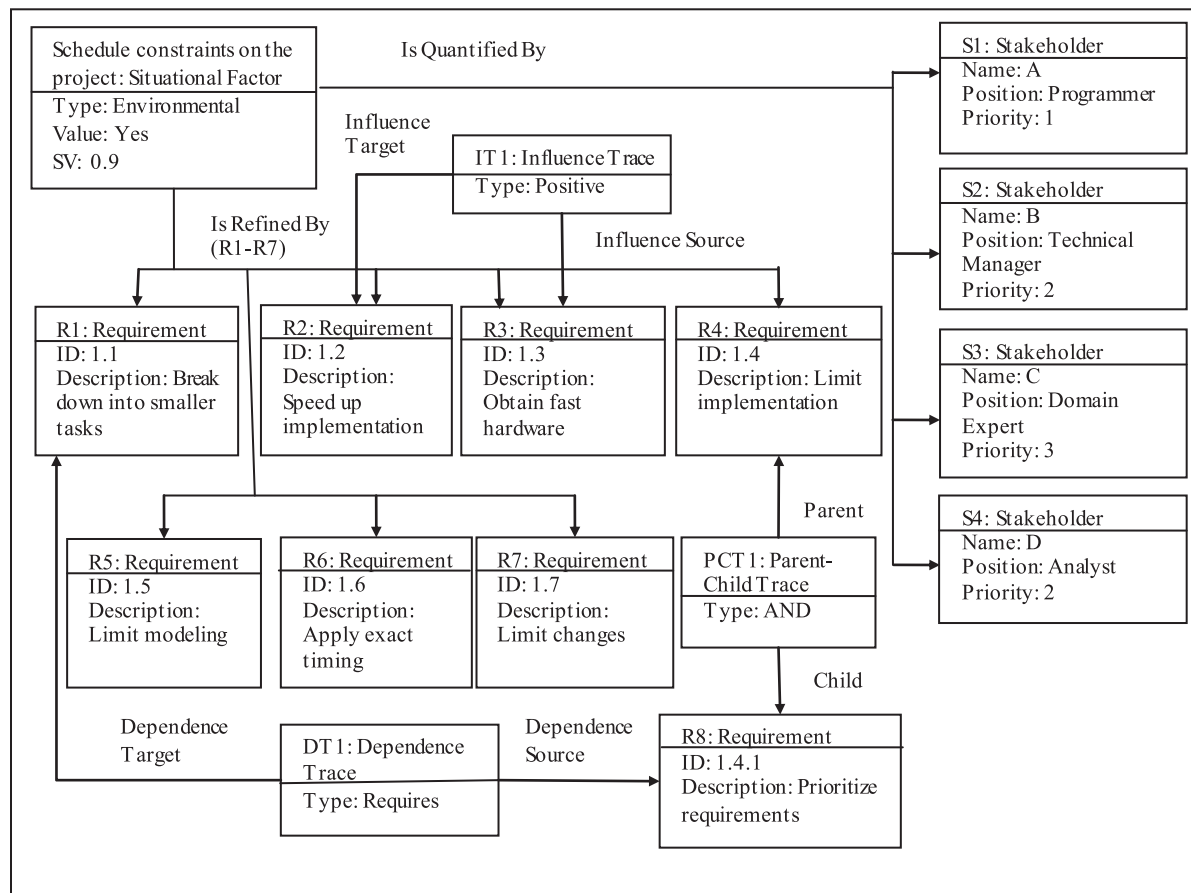 Schedule constraints on the
project: Situational Factor
Type: Environmental
Value: Yes
SV: 0.9
Is Quantified By
S1: Stakeholder
Name: A
Position: Programmer
Priority: 1
Influence
Target
IT1: Influence Trace
Type: Positive
S2: Stakeholder
Name: B
Position: Technical
Manager
Priority: 2
Is Refined By
(R1-R7)
Influence Source
R1: Requirement
ID: 1.1
Description: Break
down into smaller
tasks
R2: Requirement
ID: 1.2
Description:
Speed up
implementation
R3: Requirement
ID: 1.3
Description:
Obtain fast
hardware
R4: Requirement
ID: 1.4
Description: Limit
implementation
S3: Stakeholder
Name: C
Position: Domain
Expert
Priority: 3
Parent
S4: Stakeholder
Name: D
Position: Analyst
Priority: 2
R5: Requirement
ID: 1.5
Description:
Limit modeling
R6: Requirement
ID: 1.6
Description:
Apply exact
timing
R7: Requirement
ID: 1.7
Description:
Limit changes
PCT1: Parent-
Child Trace
Type: AND
Child
Dependence
Target
DT1: Dependence
Trace
Type: Requires
Dependence
Source
R8: Requirement
ID: 1.4.1
Description: Prioritize
requirements